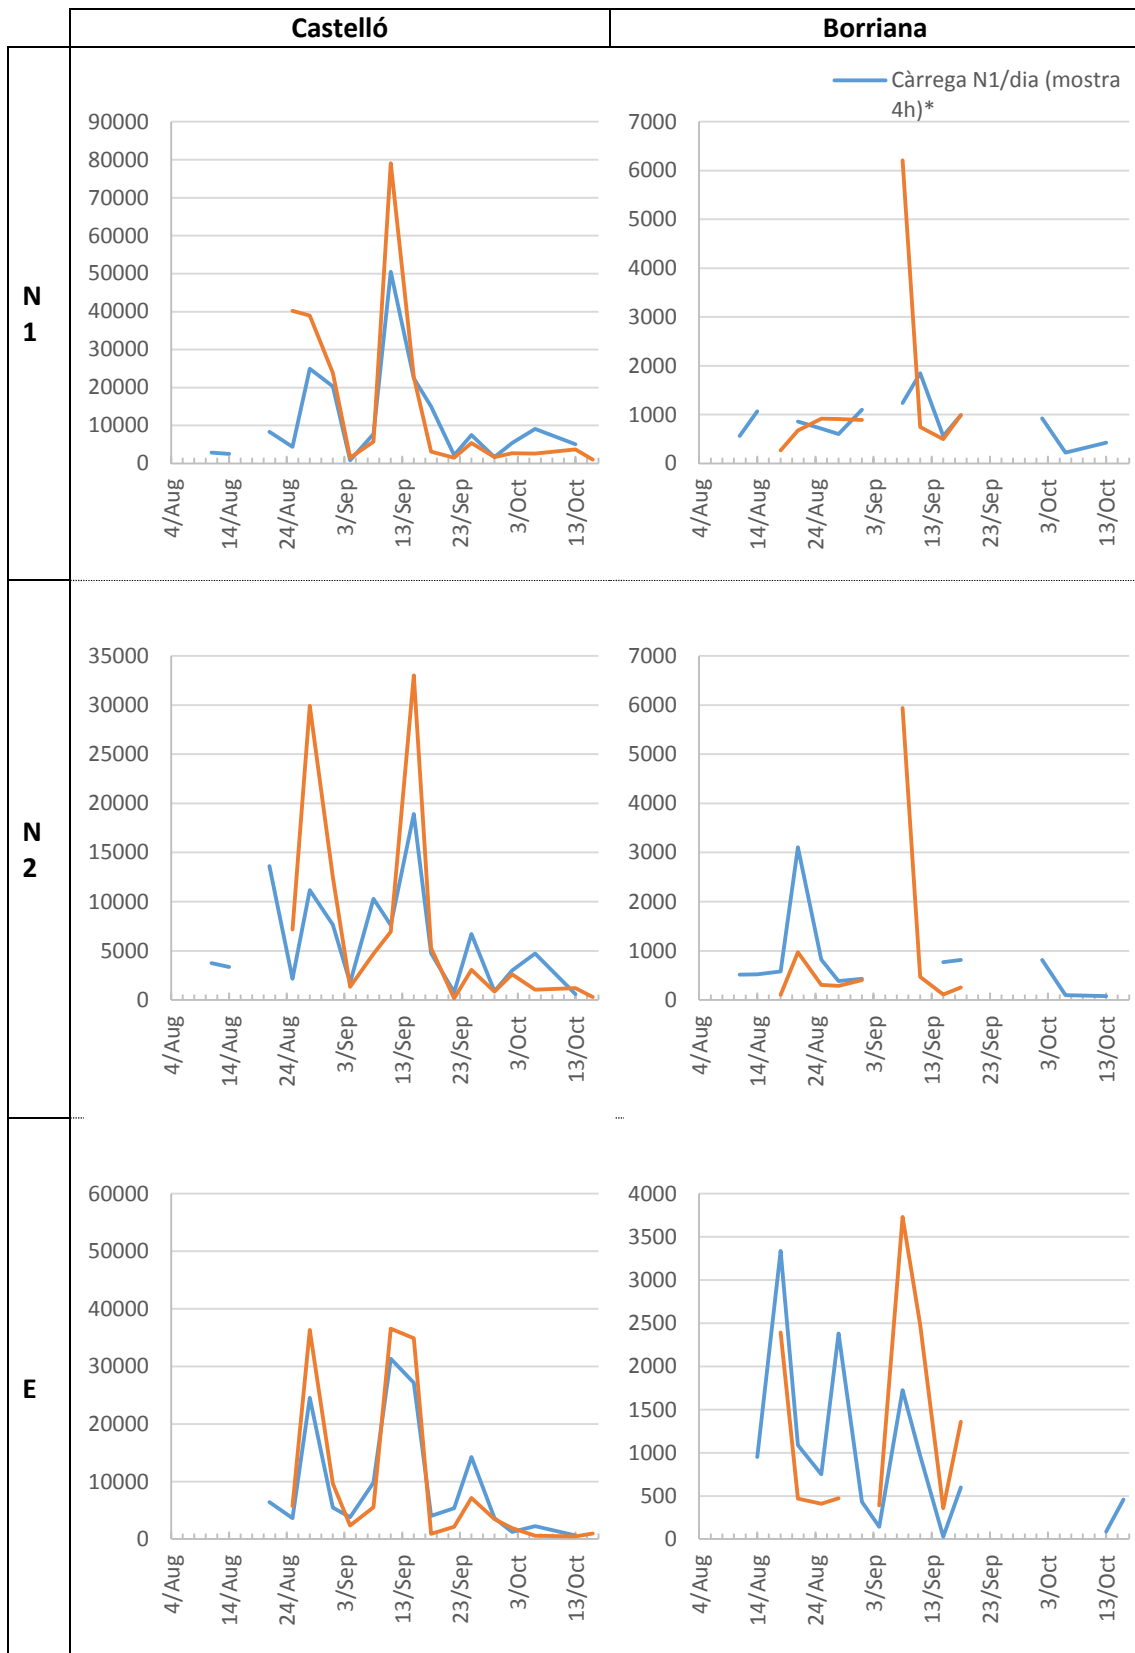 Castelló
Borriana
N
1
Càrrega N1/dia (mostra
4h)*
90000
80000
70000
60000
50000
40000
30000
20000
10000
0
4/Aug
14/Aug
24/Aug
3/Sep
13/Sep
23/Sep
3/Oct
13/Oct
7000
6000
5000
4000
3000
2000
1000
0
4/Aug
14/Aug
24/Aug
3/Sep
13/Sep
23/Sep
3/Oct
13/Oct
N
2
35000
30000
25000
20000
15000
10000
5000
0
4/Aug
14/Aug
24/Aug
3/Sep
13/Sep
23/Sep
3/Oct
13/Oct
7000
6000
5000
4000
3000
2000
1000
0
4/Aug
14/Aug
24/Aug
3/Sep
13/Sep
23/Sep
3/Oct
13/Oct
E
60000
50000
40000
30000
20000
10000
0
4/Aug
14/Aug
24/Aug
3/Sep
13/Sep
23/Sep
3/Oct
13/Oct
4000
3500
3000
2500
2000
1500
1000
500
0
4/Aug
14/Aug
24/Aug
3/Sep
13/Sep
23/Sep
3/Oct
13/Oct